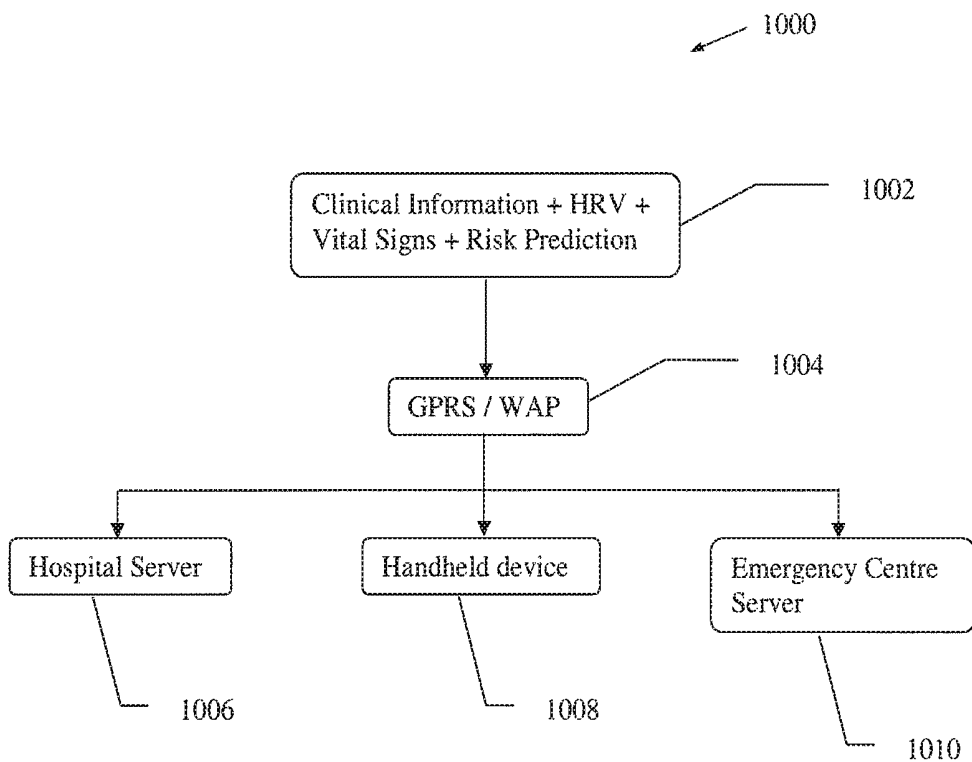 1000
Clinical Information + HRV +
Vital Signs + Risk Prediction
1002
GPRS / WAP
1004
Hospital Server
Handheld device
Emergency Centre
Server
1006
1008
1010